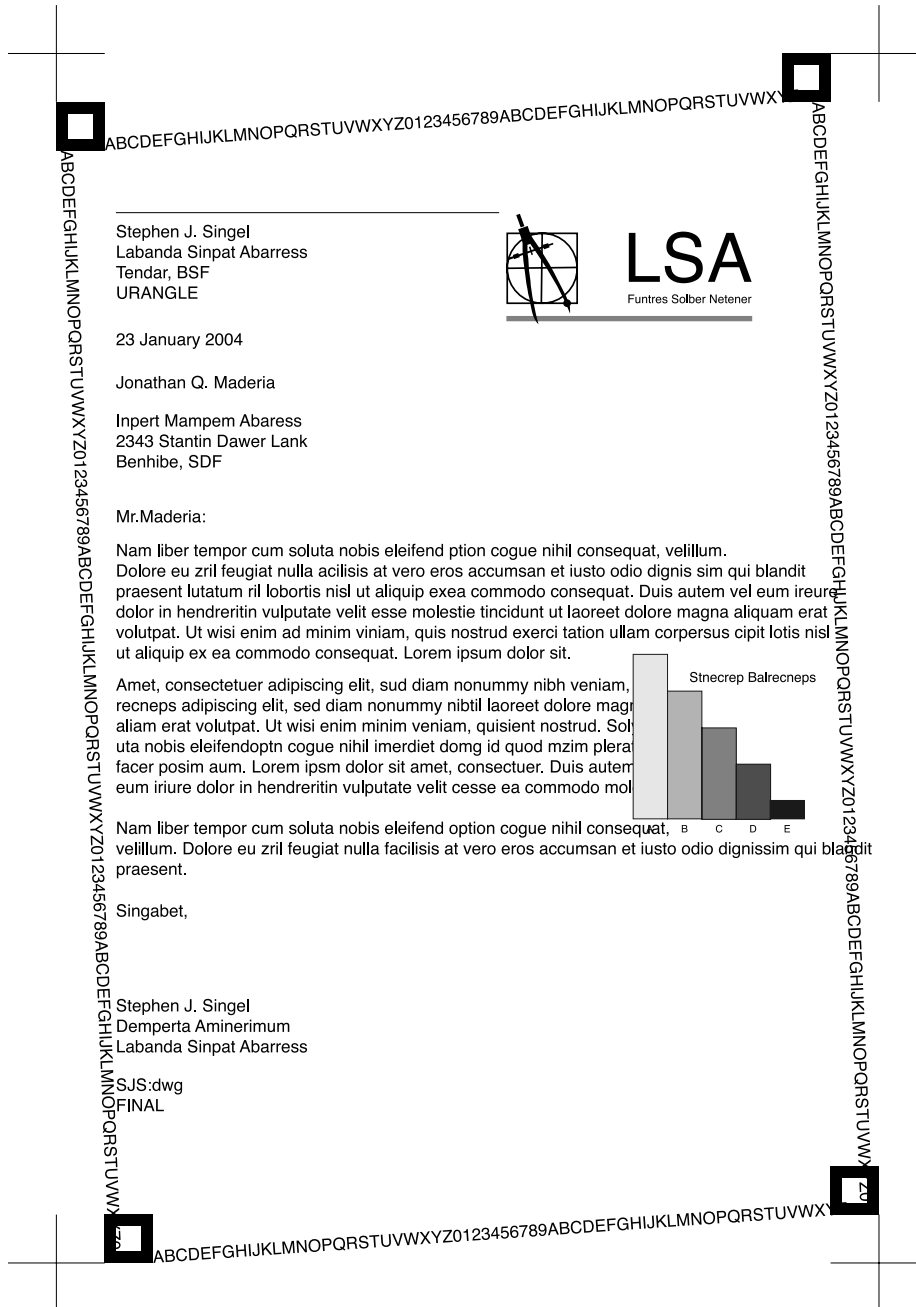 ABCDEFGHIJKLMNOPQRSTUVWXYZ0123456789ABCDEFGHIJKLMNOPQRSTUVWXY
ABCDEFGHIJKLMNOPQRSTUVWXYZ0123456789ABCDEFGHIJKLMNOPQRSTUVWXYZ0123456789ABCDEFGHIJKLMNOPQRSTUVWX
ABCDEFGHIJKLMNOPQRSTUVWXYZ0123456789ABCDEFGHIJKLMNOPQRSTUVWXYZ0123456789ABCDEFGHIJKLMNOPQRSTUVWX
Stephen J. Singel
Labanda Sinpat Abarress
Tendar, BSF
URANGLE
LSA
Funtres Solber Netener
23 January 2004
Jonathan Q. Maderia
Inpert Mampem Abaress
2343 Stantin Dawer Lank
Benhibe, SDF
Mr.Maderia:
Nam liber tempor cum soluta nobis eleifend ption cogue nihil consequat, velillum.
Dolore eu zril feugiat nulla acilisis at vero eros accumsan et iusto odio dignis sim qui blandit
praesent lutatum ril lobortis nisl ut aliquip exea commodo consequat. Duis autem vel eum ireure
dolor in hendreritin vulputate velit esse molestie tincidunt ut laoreet dolore magna aliquam erat
volutpat. Ut wisi enim ad minim viniam, quis nostrud exerci tation ullam corpersus cipit lotis nisl
ut aliquip ex ea commodo consequat. Lorem ipsum dolor sit.
Amet, consectetuer adipiscing elit, sud diam nonummy nibh veniam,
recneps adipiscing elit, sed diam nonummy nibtil laoreet dolore
aliam erat volutpat. Ut wisi enim minim veniam, quisient nostrud.
uta nobis eleifendoptn cogue nihil imerdiet domg id quod mzim
facer posim aum. Lorem ipsm dolor sit amet, consectuer. Duis autem
eum iriure dolor in hendreritin vulputate velit cesse ea commodo
Stnecrep Balrecneps
A B C D E
Nam liber tempor cum soluta nobis eleifend option cogue nihil consequat,
velillum. Dolore eu zril feugiat nulla facilisis at vero eros accumsan et iusto odio dignissim qui blandit
praesent.
Singabet,
Stephen J. Singel
Demperta Aminerimum
Labanda Sinpat Abarress
SJS:dwg
FINAL
ABCDEFGHIJKLMNOPQRSTUVWXYZ0123456789ABCDEFGHIJKLMNOPQRSTUVWXY